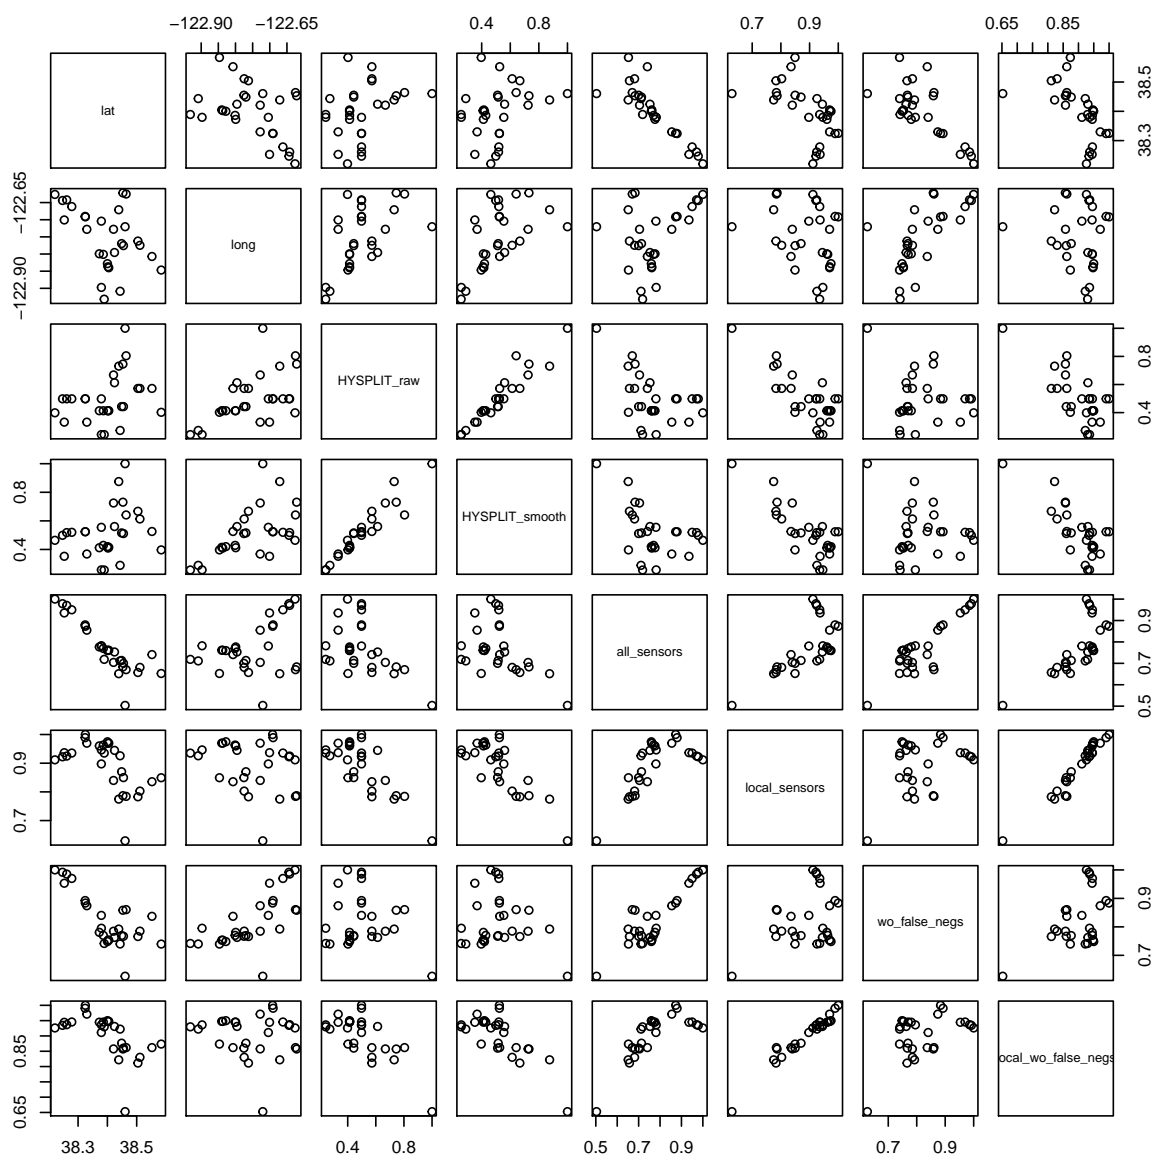 −122.90 −122.65
0.4 0.8
0.7 0.9
0.65 0.85
lat
38.3 38.5
−122.90 −122.65
long
HYSPLIT_raw
0.4 0.8
0.4 0.8
HYSPLIT_smooth
all_sensors
0.5 0.7 0.9
0.7 0.9
local_sensors
wo_false_negs
0.7 0.9
0.65 0.85
ocal_wo_false_negs
38.3 38.5
0.4 0.8
0.5 0.7 0.9
0.7 0.9